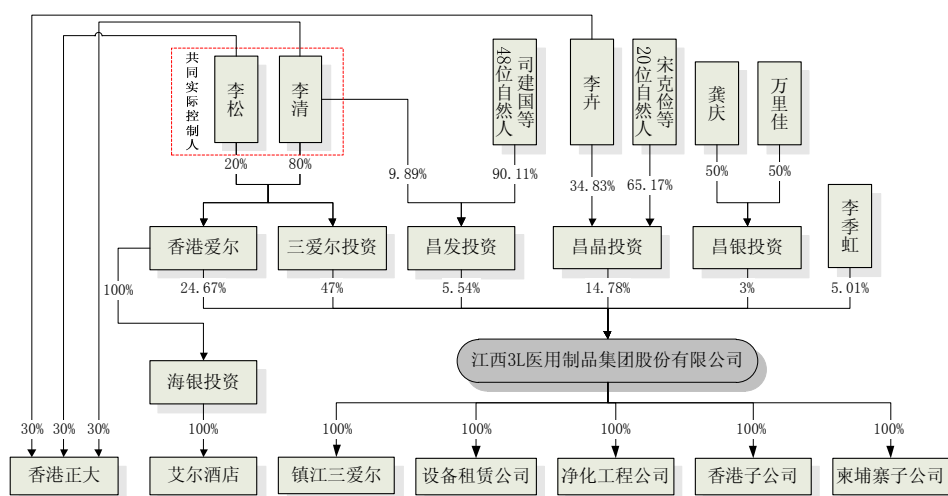 共同实际控制人
李松
李清
司建国等
48位自然人
李卉
宋克俭等
20位自然人
龚庆
万里佳
20%
80%
9.89%
90.11%
34.83%
65.17%
50%
50%
李季虹
香港爱尔
三爱尔投资
昌发投资
昌晶投资
昌银投资
100%
24.67%
47%
5.54%
14.78%
3%
5.01%
江西3L医用制品集团股份有限公司
海银投资
30%
30%
30%
100%
100%
100%
100%
100%
100%
香港正大
艾尔酒店
镇江三爱尔
设备租赁公司
净化工程公司
香港子公司
柬埔寨子公司